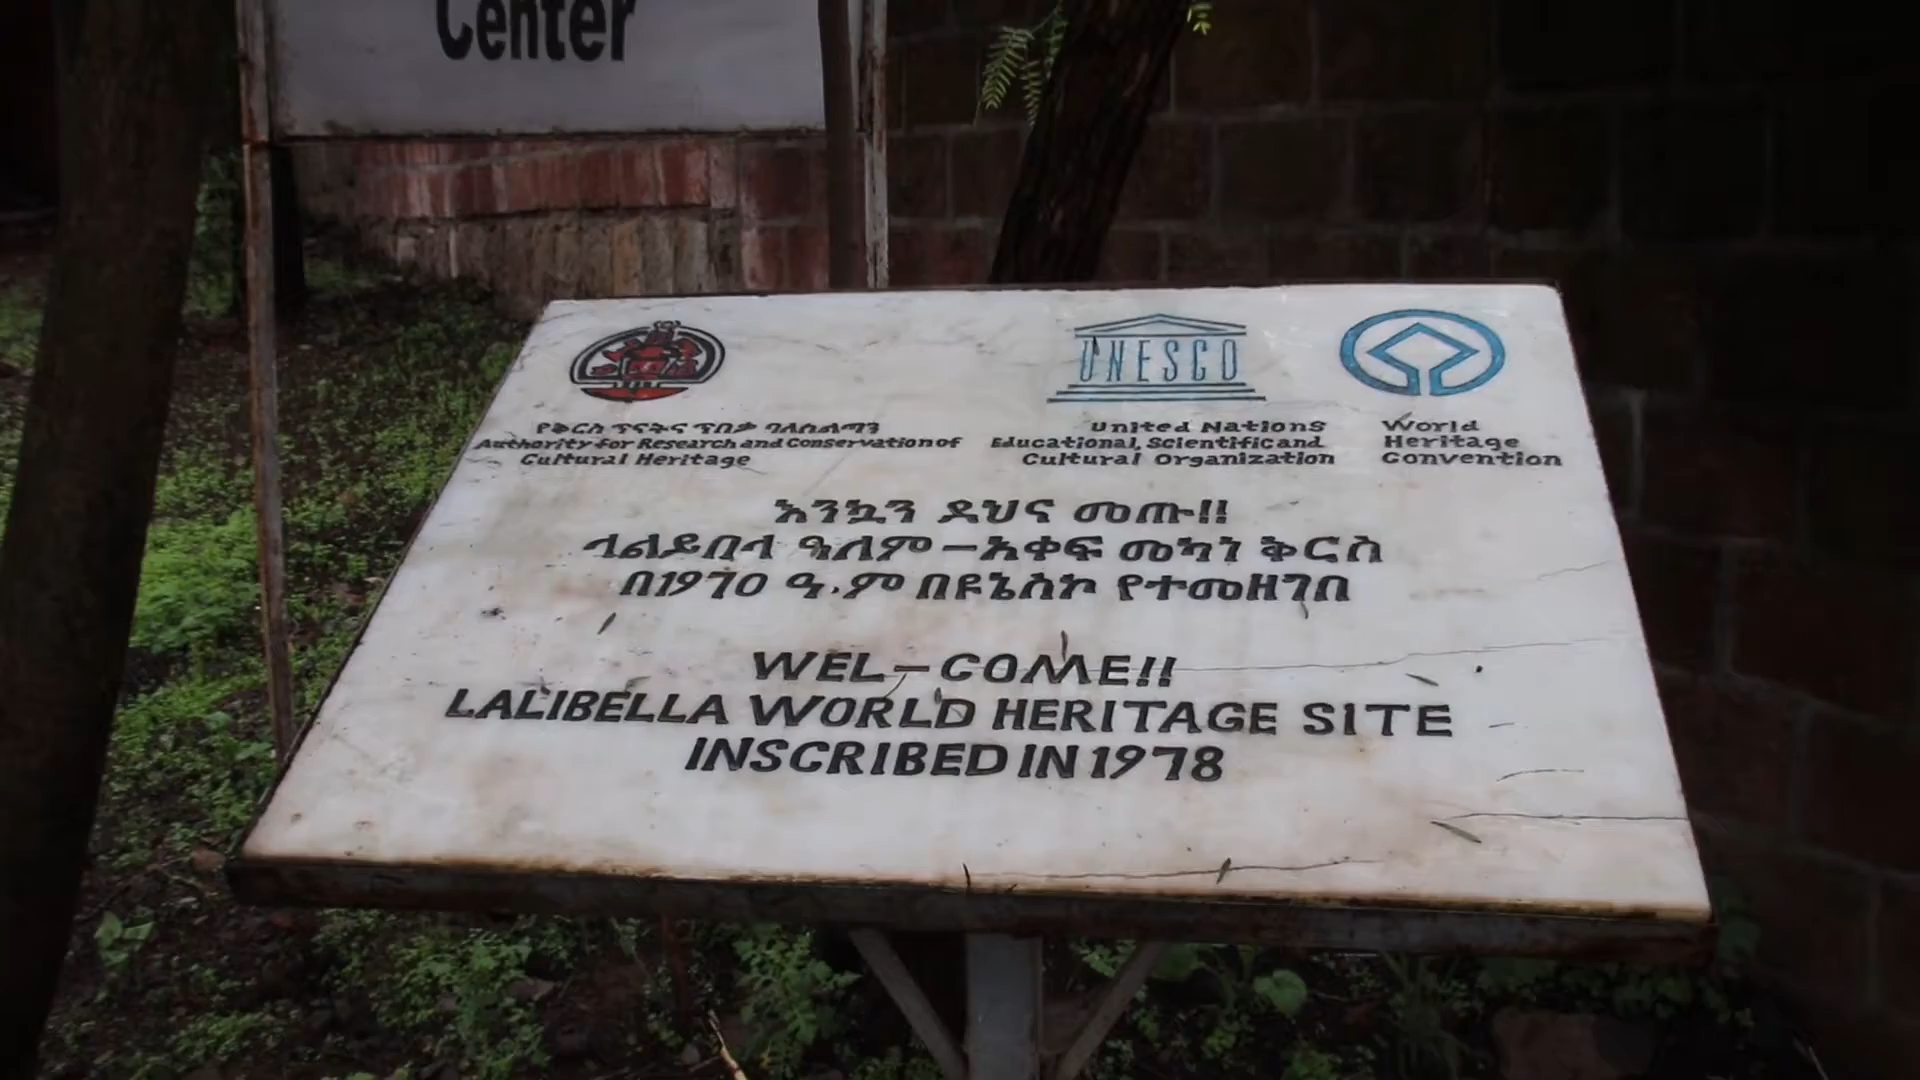 Center
UNESCO
የቅርስ ጥናትና ጥበቃ ባለስልጣን
Authority for Research and Conservation of
Cultural Heritage
United Nations
Educational, Scientific and
Cultural Organization
World
Heritage
Convention
እንኳን ደህና መጡ!!
ላልይበላ ዓለም-አቀፍ መካነ ቅርስ
በ1970 ዓ.ም በዩኔስኮ የተመዘገበ
WEL-COME!!
LALIBELLA WORLD HERITAGE SITE
INSCRIBED IN 1978